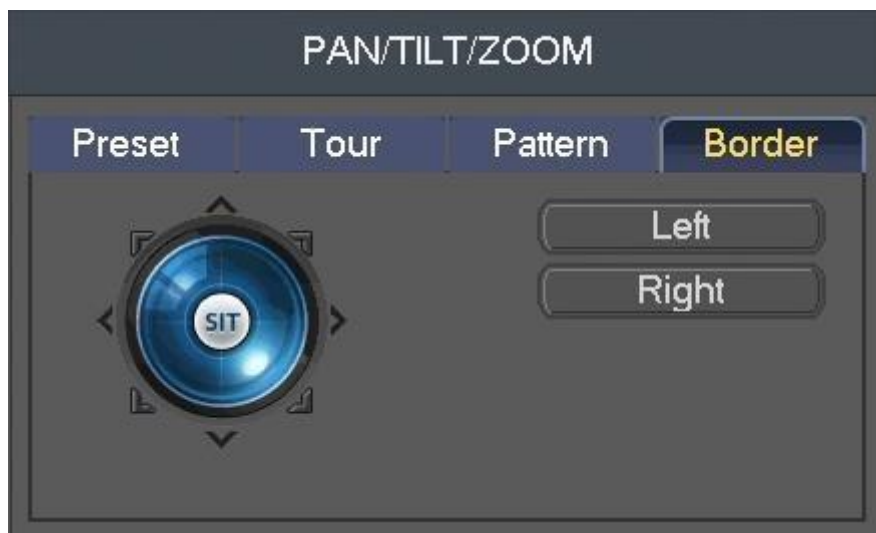 PAN/TILT/ZOOM
Preset Tour Pattern Border
Left
SIT
Right